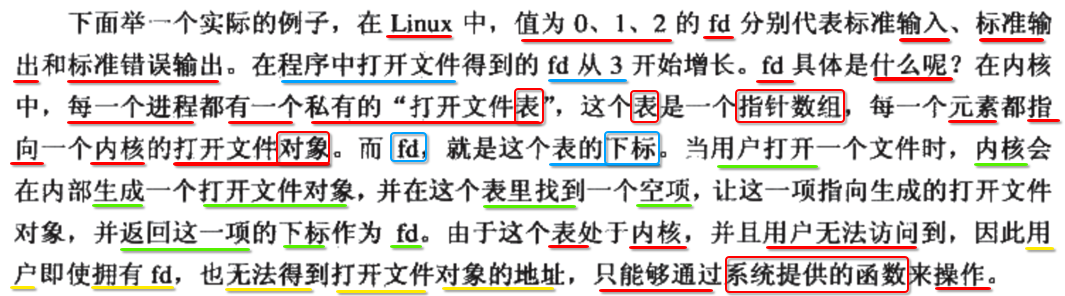 下面举一个实际的例子，在 Linux 中，值为 0、1、2 的 fd 分别代表标准输入、标准输
出和标准错误输出。在程序中打开文件得到的 fd 从 3 开始增长。fd 具体是什么呢？在内核
中，每一个进程都有一个私有的“打开文件表”，这个表是一个指针数组，每一个元素都指
向一个内核的打开文件对象。而 fd，就是这个表的下标。当用户打开一个文件时，内核会
在内部生成一个打开文件对象，并在这个表里找到一个空项，让这一项指向生成的打开文件
对象，并返回这一项的下标作为 fd。由于这个表处于内核，并且用户无法访问到，因此用
户即使拥有 fd，也无法得到打开文件对象的地址，只能够通过系统提供的函数来操作。